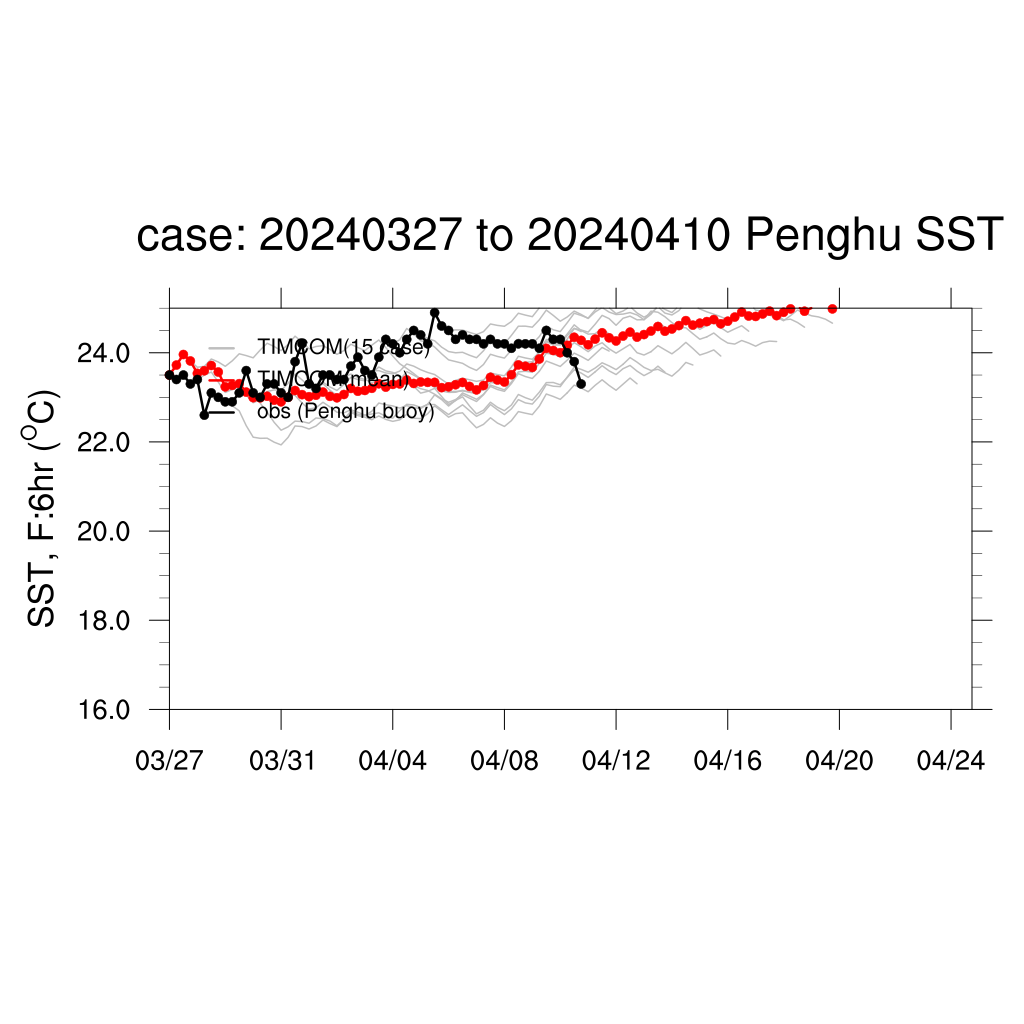 case: 20240327 to 20240410 Penghu SST
TIMCOM(15 case)
TIMCOM(mean)
obs (Penghu buoy)
SST, F:6hr (OC)
24.0
22.0
20.0
18.0
16.0
03/27 03/31 04/04 04/08 04/12 04/16 04/20 04/24